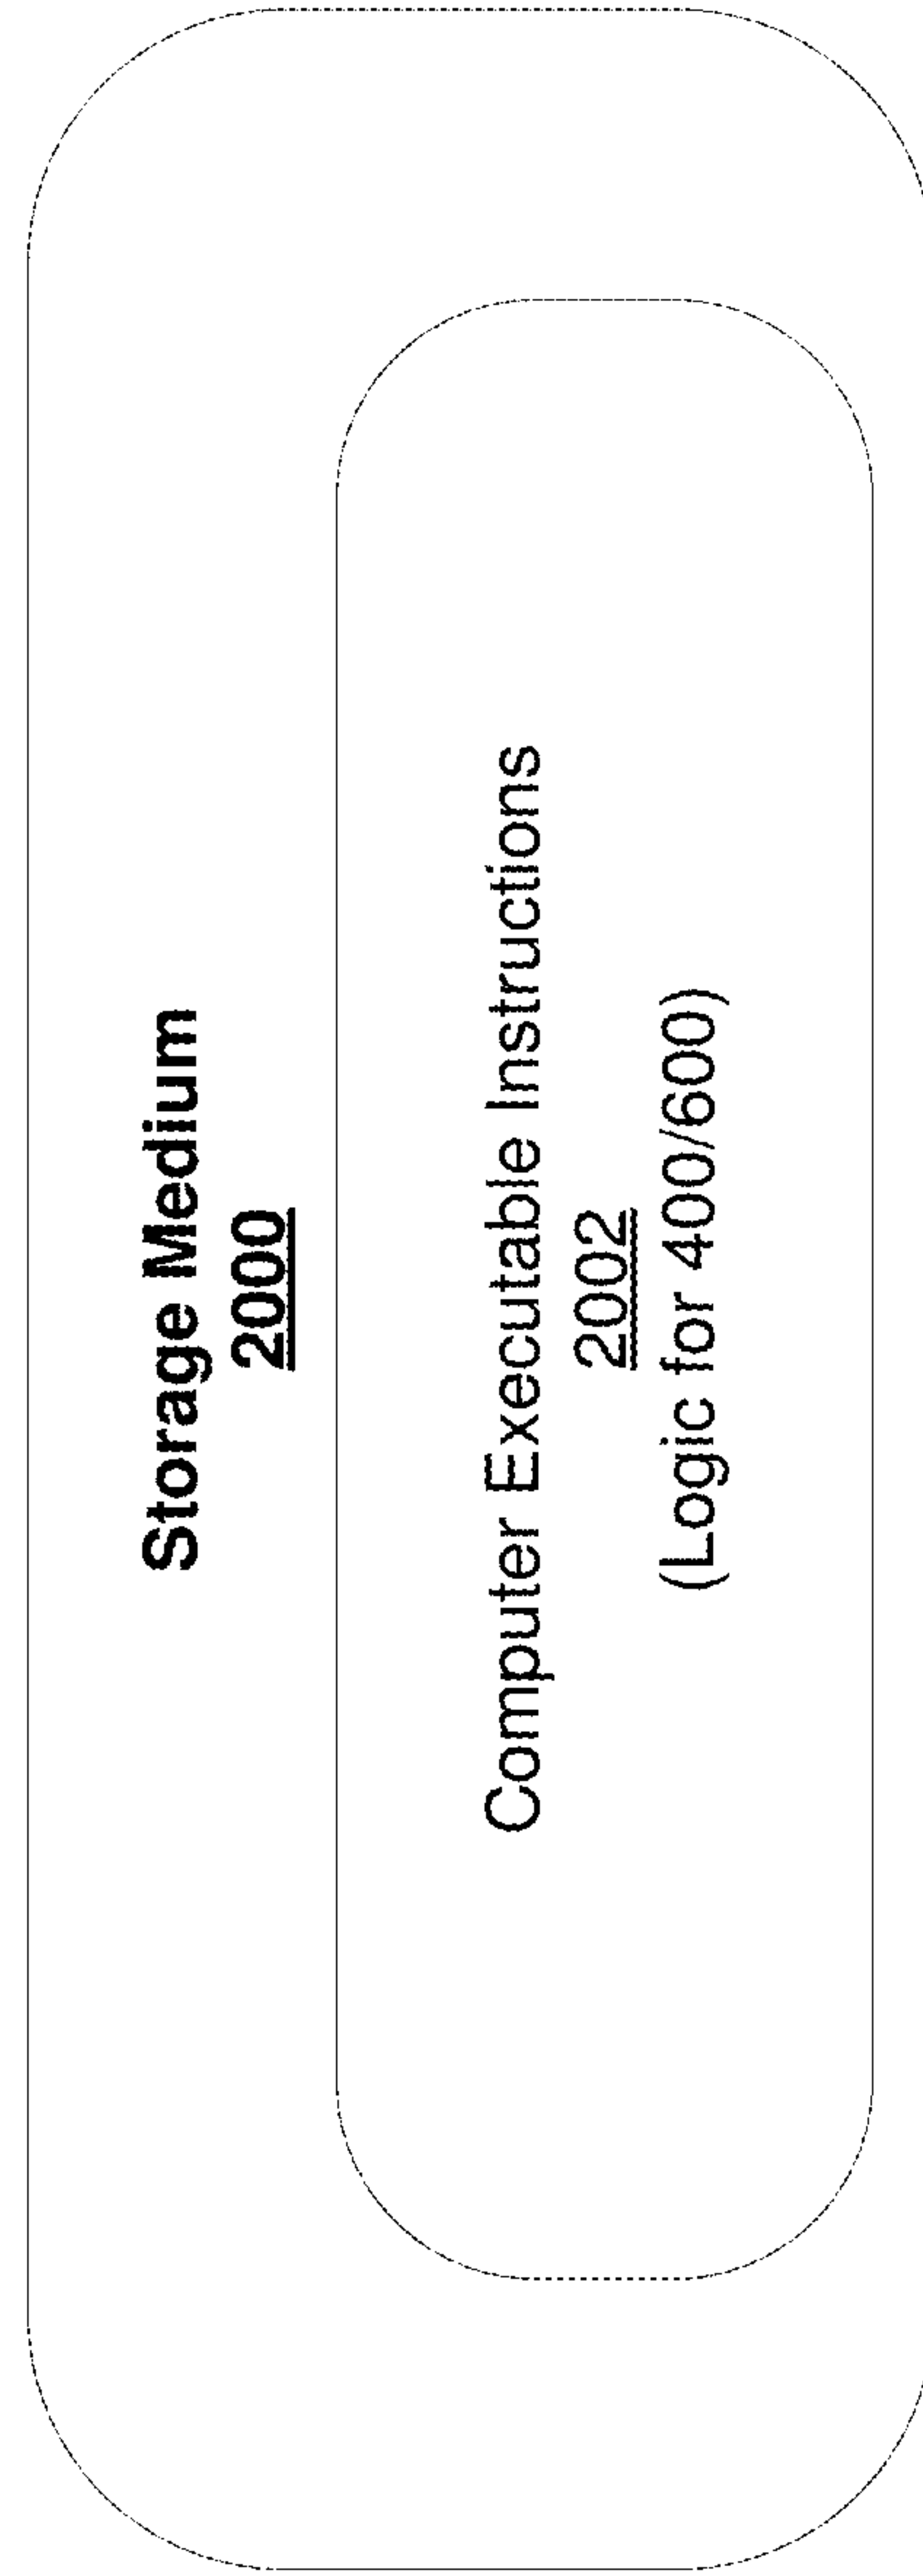 Storage Medium
2000
Computer Executable Instructions
2002
(Logic for 400/600)